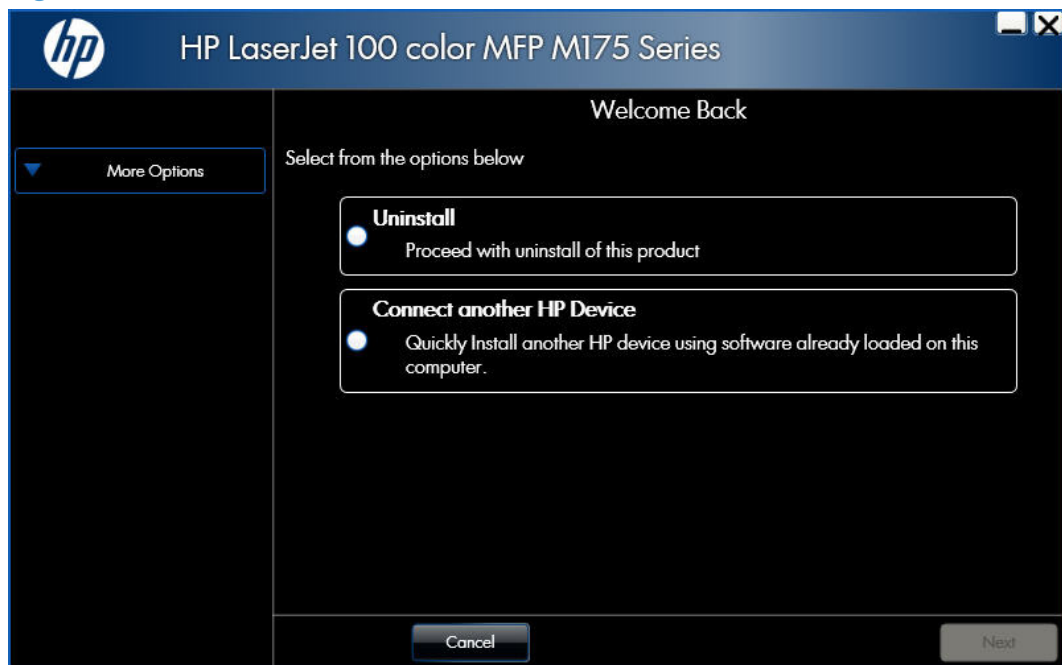 hp
HP LaserJet 100 color MFP M175 Series
Welcome Back
More Options
Select from the options below
Uninstall
Proceed with uninstall of this product
Connect another HP Device
Quickly Install another HP device using software already loaded on this
computer.
Cancel
Next